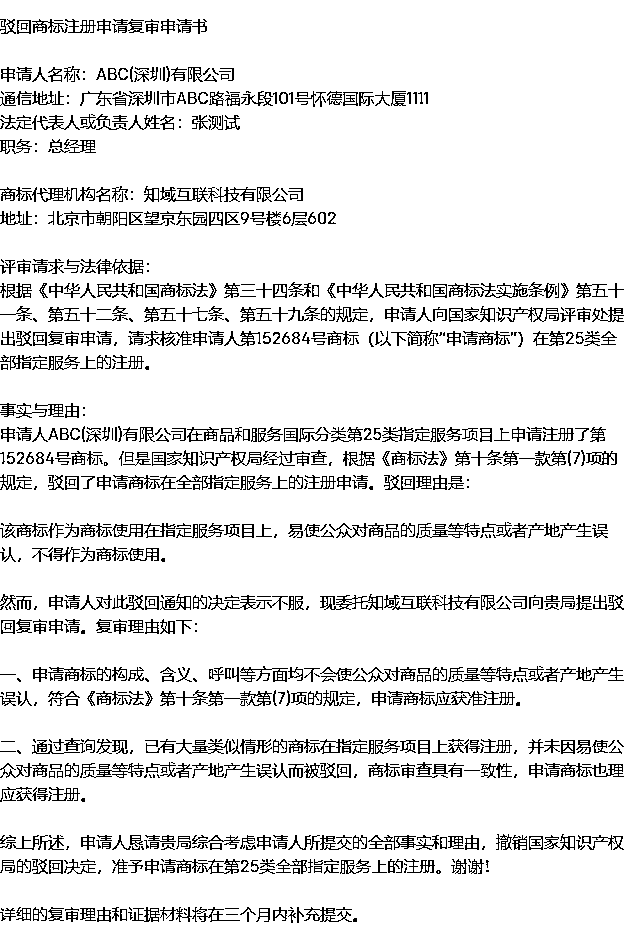 驳回商标注册申请复审申请书
申请人名称：ABC(深圳)有限公司
通信地址：广东省深圳市ABC路福永段101号怀德国际大厦1111
法定代表人或负责人姓名：张测试
职务：总经理
商标代理机构名称：知域互联科技有限公司
地址：北京市朝阳区望京东园四区9号楼6层602
评审请求与法律依据：
根据《中华人民共和国商标法》第三十四条和《中华人民共和国商标法实施条例》第五十
一条、第五十二条、第五十七条、第五十九条的规定，申请人向国家知识产权局评审处提
出驳回复审申请，请求核准申请人第152684号商标（以下简称"申请商标"）在第25类全
部指定服务上的注册。
事实与理由：
申请人ABC(深圳)有限公司在商品和服务国际分类第25类指定服务项目上申请注册了第
152684号商标。但是国家知识产权局经过审查，根据《商标法》第十条第一款第(7)项的
规定，驳回了申请商标在全部指定服务上的注册申请。驳回理由是：
该商标作为商标使用在指定服务项目上，易使公众对商品的质量等特点或者产地产生误
认，不得作为商标使用。
然而，申请人对此驳回通知的决定表示不服，现委托知域互联科技有限公司向贵局提出驳
回复审申请。复审理由如下：
一、申请商标的构成、含义、呼叫等方面均不会使公众对商品的质量等特点或者产地产生
误认，符合《商标法》第十条第一款第(7)项的规定，申请商标应获准注册。
二、通过查询发现，已有大量类似情形的商标在指定服务项目上获得注册，并未因易使公
众对商品的质量等特点或者产地产生误认而被驳回，商标审查具有一致性，申请商标也理
应获得注册。
综上所述，申请人恳请贵局综合考虑申请人所提交的全部事实和理由，撤销国家知识产权
局的驳回决定，准予申请商标在第25类全部指定服务上的注册。谢谢！
详细的复审理由和证据材料将在三个月内补充提交。